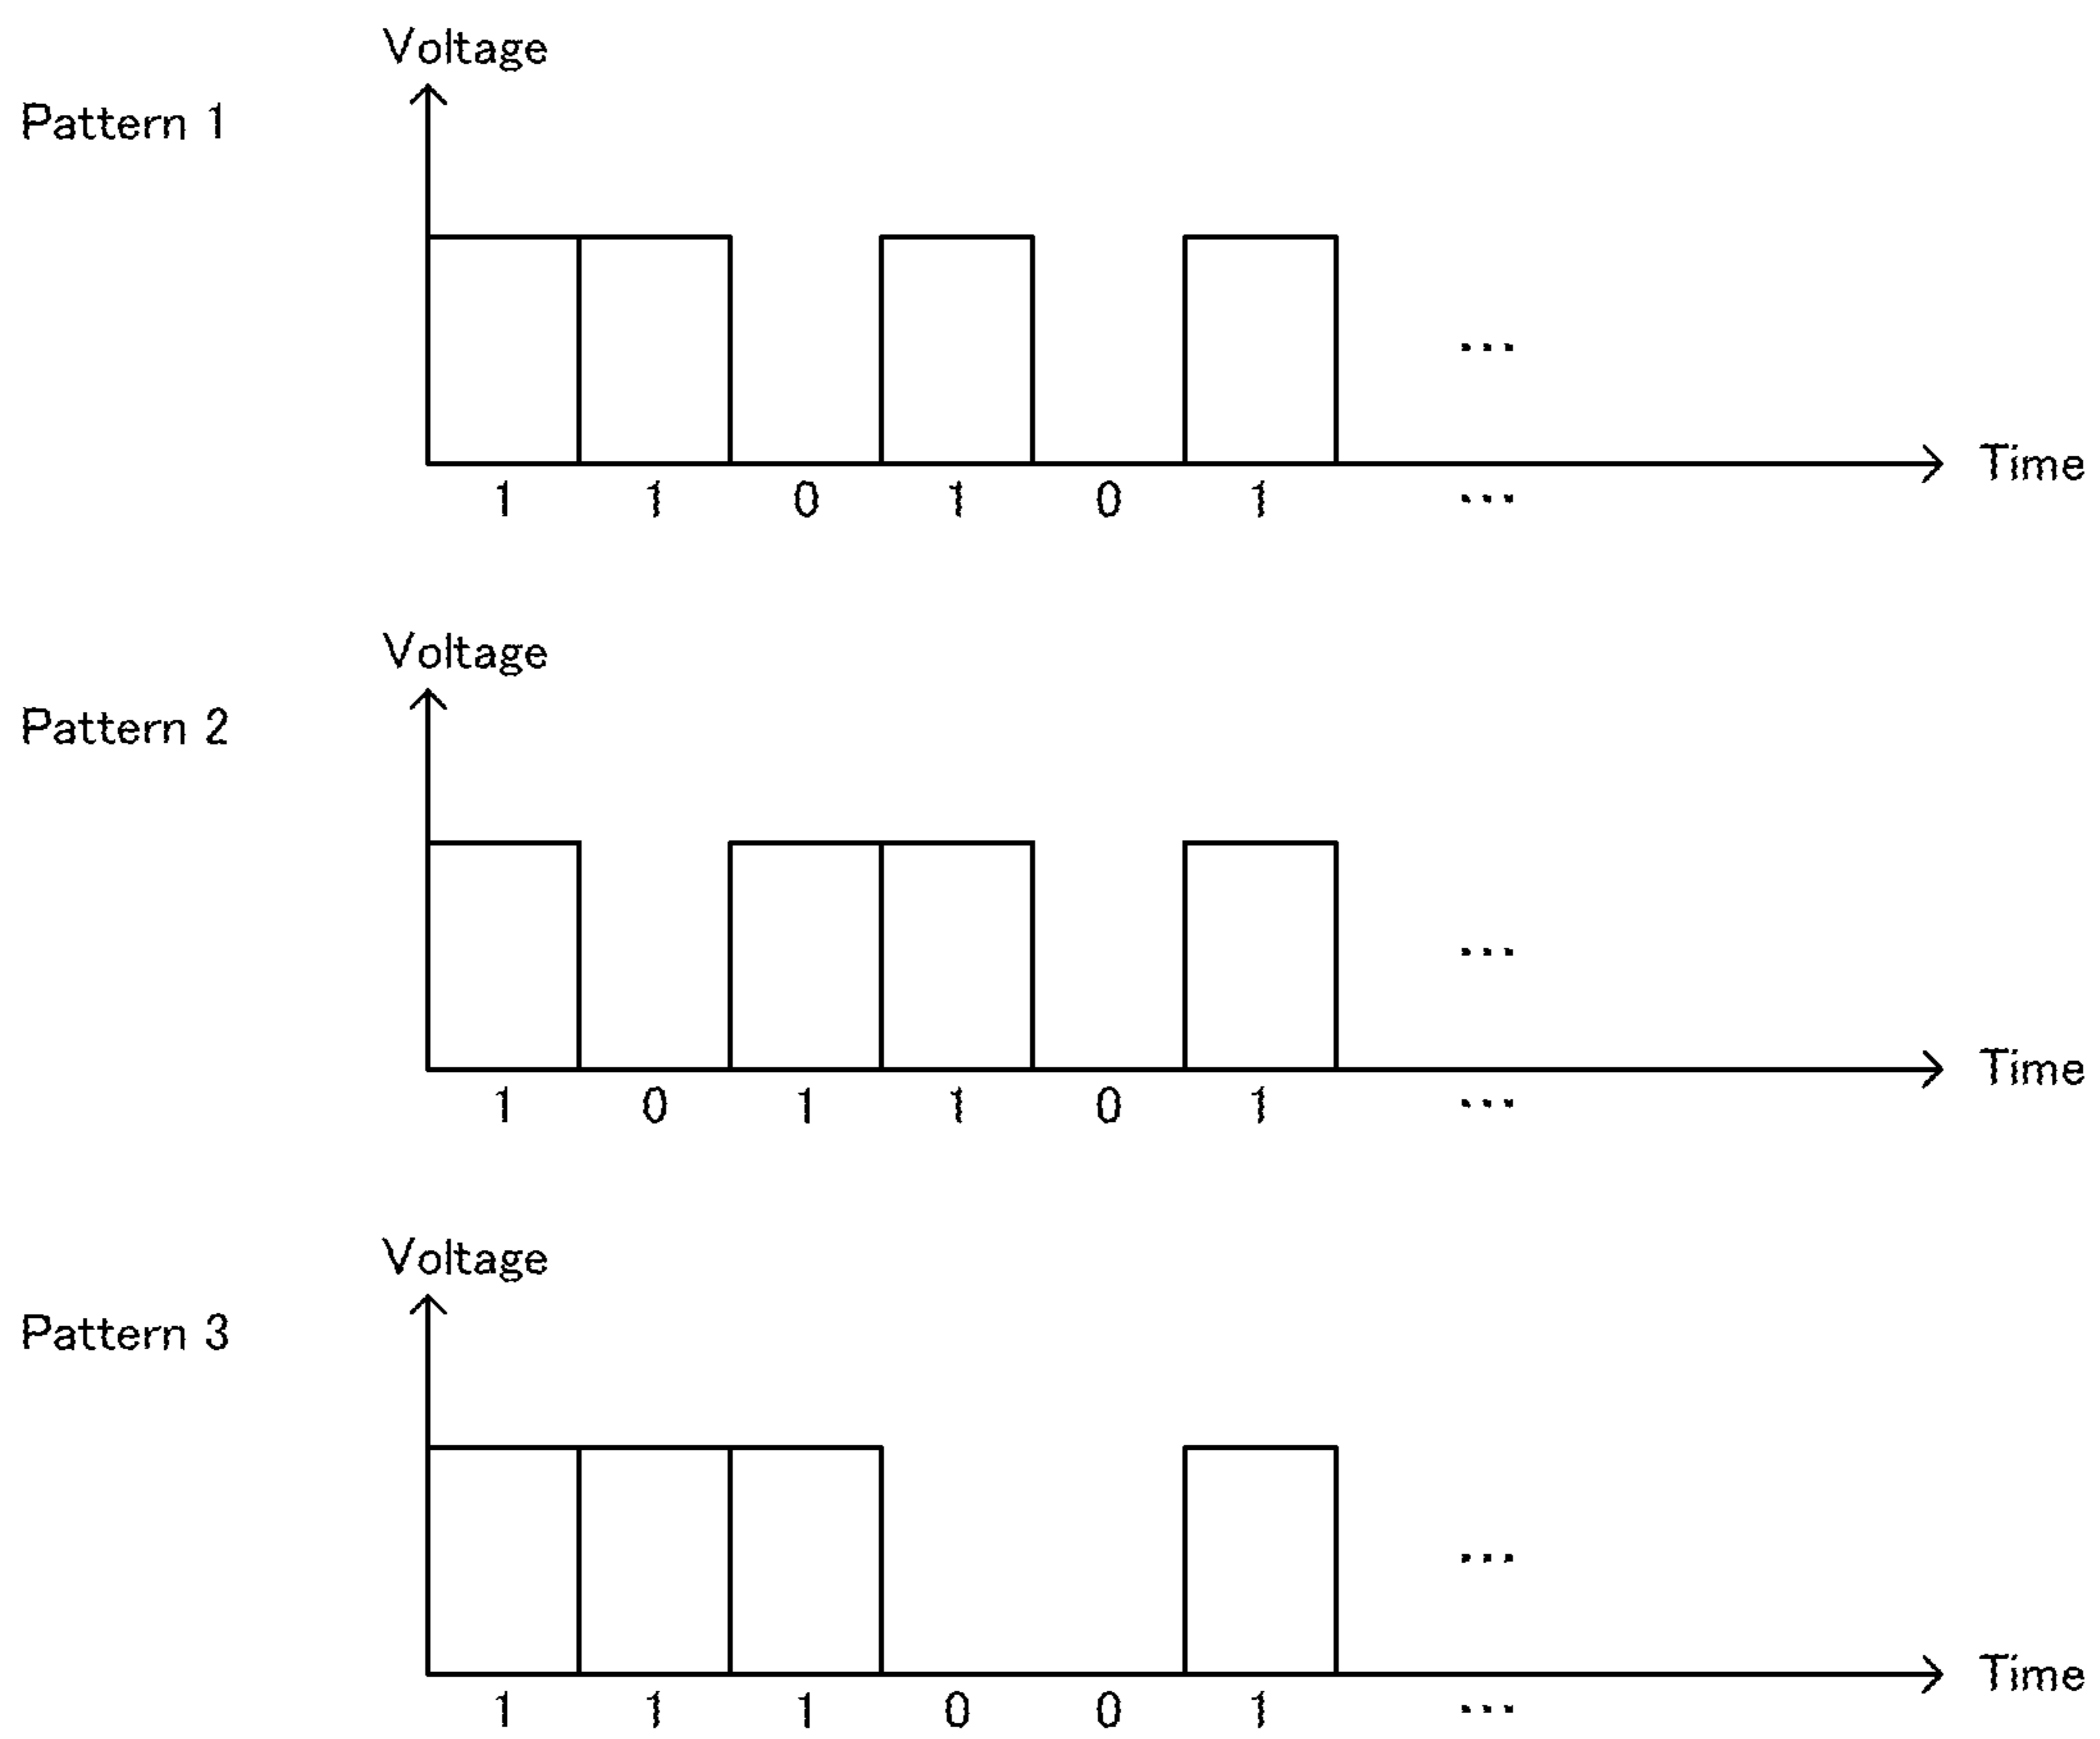 Voltage
Pattern 1
...
Time
1 1 0 1 0 1 ...
Voltage
Pattern 2
...
Time
1 0 1 1 0 1 ...
Voltage
Pattern 3
...
Time
1 1 1 0 0 1 ...